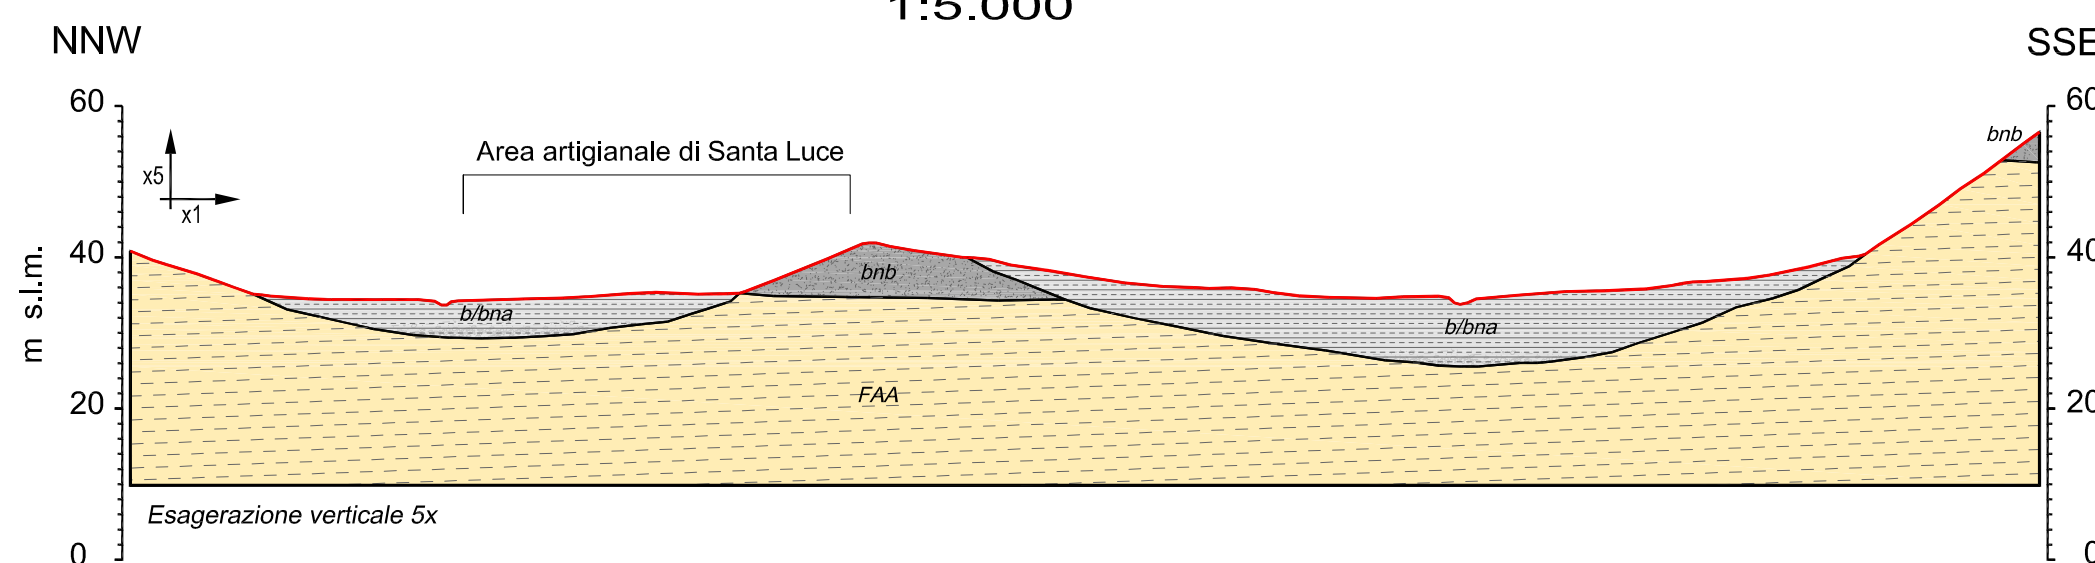 1:5.000
NNW
SSE
60
60
bnb
Area artigianale di Santa Luce
x5
x1
40
40
bnb
m s.l.m.
b/bna
b/bna
FAA
20
20
Esagerazione verticale 5x
0
0